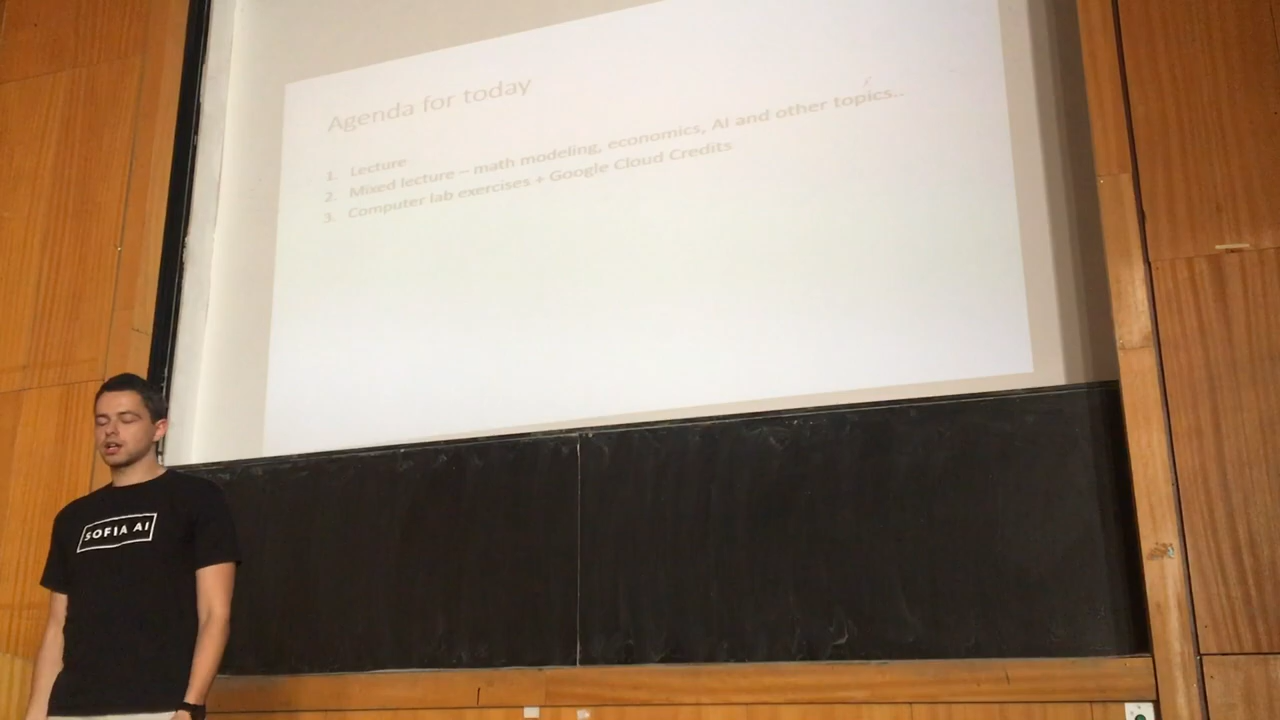 Agenda for today
1. Lecture
2. Mixed lecture – math modeling, economics, AI and other topics..
3. Computer lab exercises + Google Cloud Credits
SOFIA AI